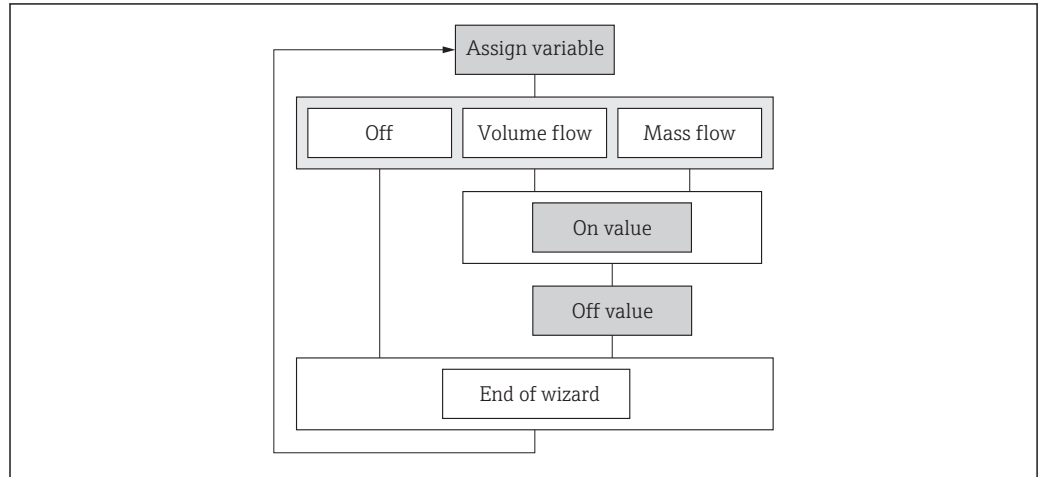 Assign variable
Off
Volume flow
Mass flow
On value
Off value
End of wizard